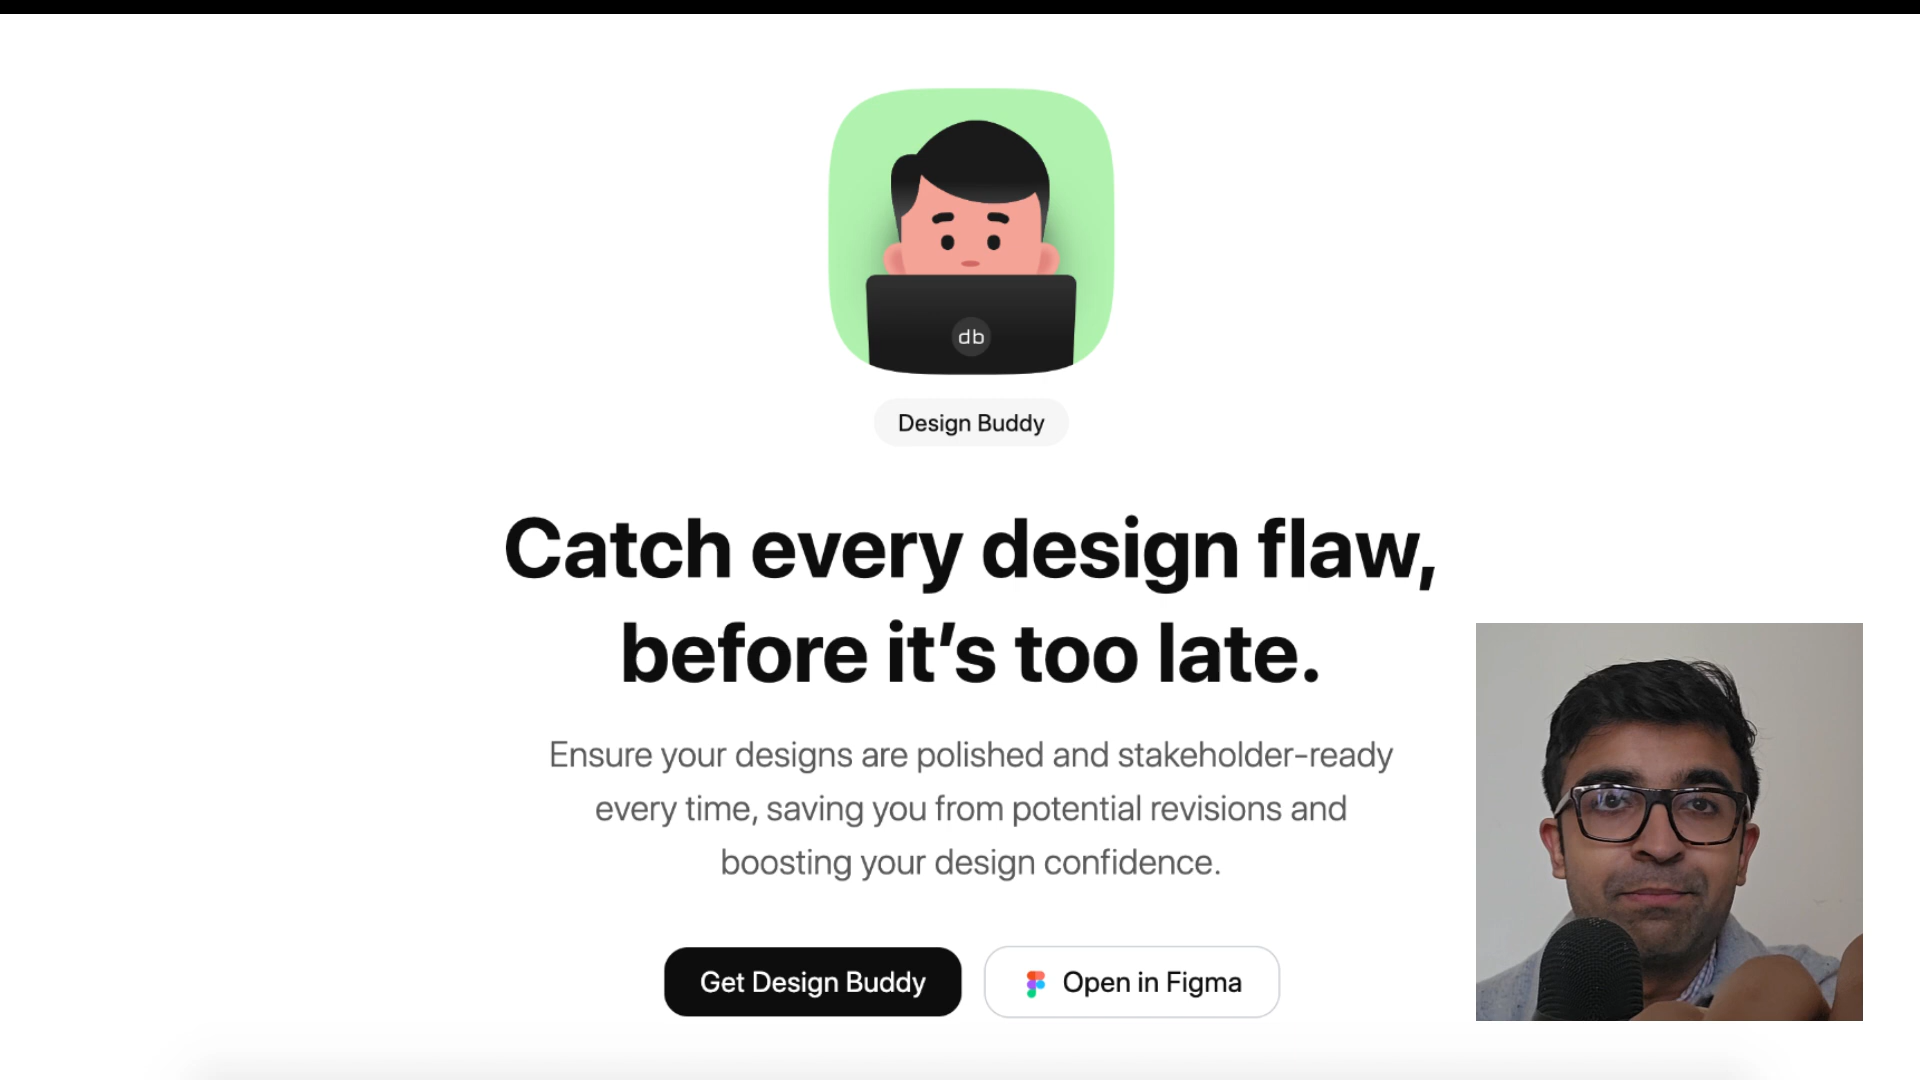 db
Design Buddy
Catch every design flaw,
before it’s too late.
Ensure your designs are polished and stakeholder-ready
every time, saving you from potential revisions and
boosting your design confidence.
Get Design Buddy
Open in Figma